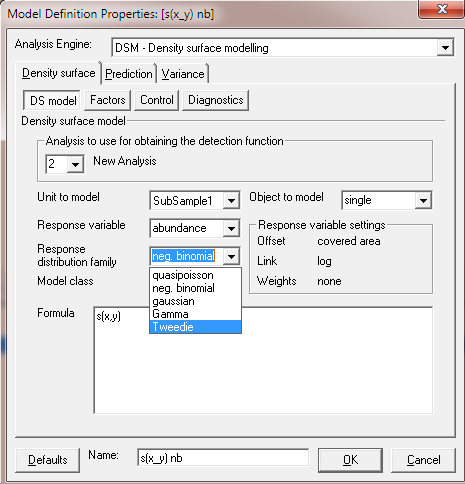 Model Definition Properties: [s(x_y) nb]
Analysis Engine: DSM - Density surface modelling
Density surface Prediction Variance
DS model Factors Control Diagnostics
Density surface model
Analysis to use for obtaining the detection function
2 New Analysis
Unit to model SubSample1 Object to model single
Response variable abundance Response variable settings
Offset covered area
Response distribution family neg. binomial Link log
Model class Weights none
quasipoisson
neg. binomial
gaussian
Gamma
Tweedie
Formula s(x,y)
Defaults Name: s(x_y) nb OK Cancel